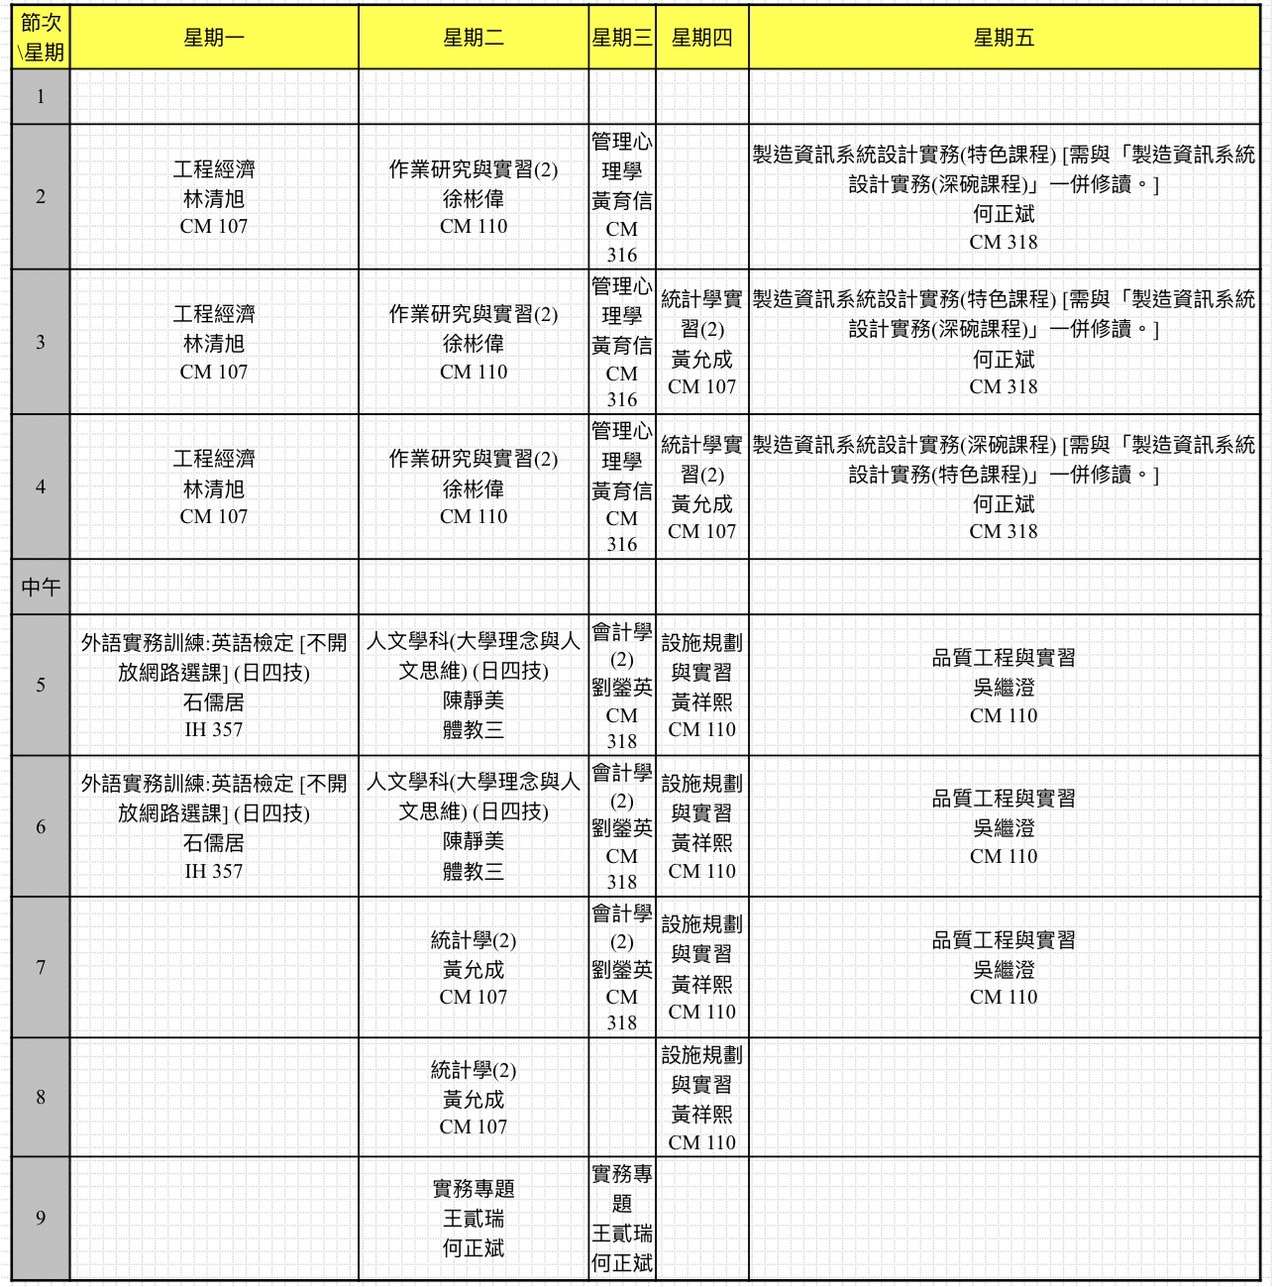 節次
\星期
星期一
星期二
星期三
星期四
星期五
1
2
工程經濟
林清旭
CM 107
作業研究與實習(2)
徐彬偉
CM 110
管理心
理學
黃育信
CM
316
製造資訊系統設計實務(特色課程) [需與「製造資訊系統
設計實務(深碗課程)」一併修讀。]
何正斌
CM 318
3
工程經濟
林清旭
CM 107
作業研究與實習(2)
徐彬偉
CM 110
管理心
理學
黃育信
CM
316
統計學實
習(2)
黃允成
CM 107
製造資訊系統設計實務(特色課程) [需與「製造資訊系統
設計實務(深碗課程)」一併修讀。]
何正斌
CM 318
4
工程經濟
林清旭
CM 107
作業研究與實習(2)
徐彬偉
CM 110
管理心
理學
黃育信
CM
316
統計學實
習(2)
黃允成
CM 107
製造資訊系統設計實務(深碗課程) [需與「製造資訊系統
設計實務(特色課程)」一併修讀。]
何正斌
CM 318
中午
5
外語實務訓練:英語檢定 [不開
放網路選課] (日四技)
石儒居
IH 357
人文學科(大學理念與人
文思維) (日四技)
陳靜美
體教三
會計學
(2)
劉鎣英
CM
318
設施規劃
與實習
黃祥熙
CM 110
品質工程與實習
吳繼澄
CM 110
6
外語實務訓練:英語檢定 [不開
放網路選課] (日四技)
石儒居
IH 357
人文學科(大學理念與人
文思維) (日四技)
陳靜美
體教三
會計學
(2)
劉鎣英
CM
318
設施規劃
與實習
黃祥熙
CM 110
品質工程與實習
吳繼澄
CM 110
7
統計學(2)
黃允成
CM 107
會計學
(2)
劉鎣英
CM
318
設施規劃
與實習
黃祥熙
CM 110
品質工程與實習
吳繼澄
CM 110
8
統計學(2)
黃允成
CM 107
設施規劃
與實習
黃祥熙
CM 110
9
實務專題
王貳瑞
何正斌
實務專
題
王貳瑞
何正斌